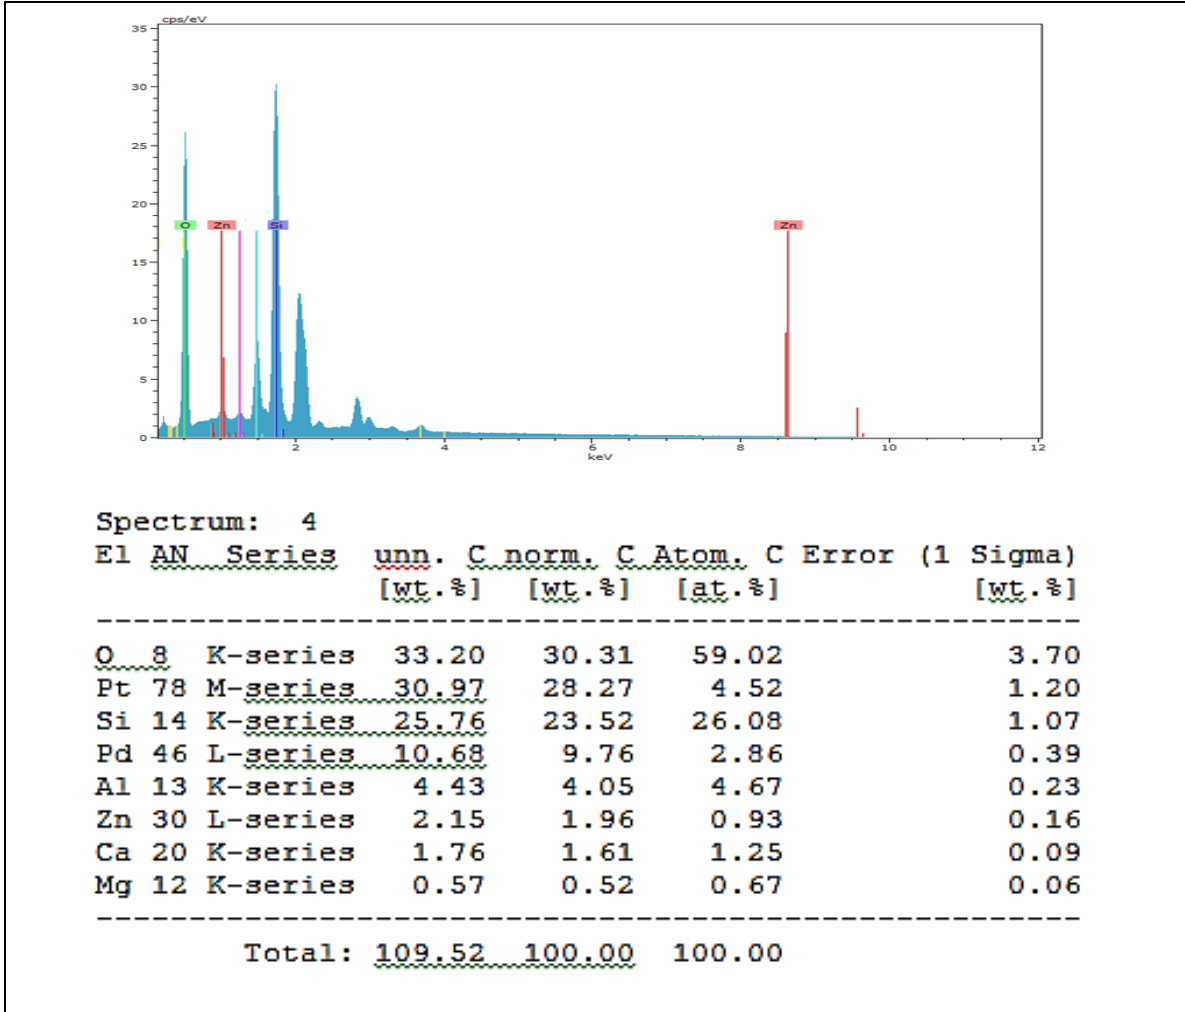 cps/eV
35
30
25
20
15
10
5
0
O Zn Si Zn
2 4 6 8 10 12
keV
Spectrum: 4
El AN Series unn. C norm. C Atom. C Error (1 Sigma)
[wt.%] [wt.%] [at.%] [wt.%]
-------------------------------------------------------
O 8 K-series 33.20 30.31 59.02 3.70
Pt 78 M-series 30.97 28.27 4.52 1.20
Si 14 K-series 25.76 23.52 26.08 1.07
Pd 46 L-series 10.68 9.76 2.86 0.39
Al 13 K-series 4.43 4.05 4.67 0.23
Zn 30 L-series 2.15 1.96 0.93 0.16
Ca 20 K-series 1.76 1.61 1.25 0.09
Mg 12 K-series 0.57 0.52 0.67 0.06
-------------------------------------------------------
Total: 109.52 100.00 100.00